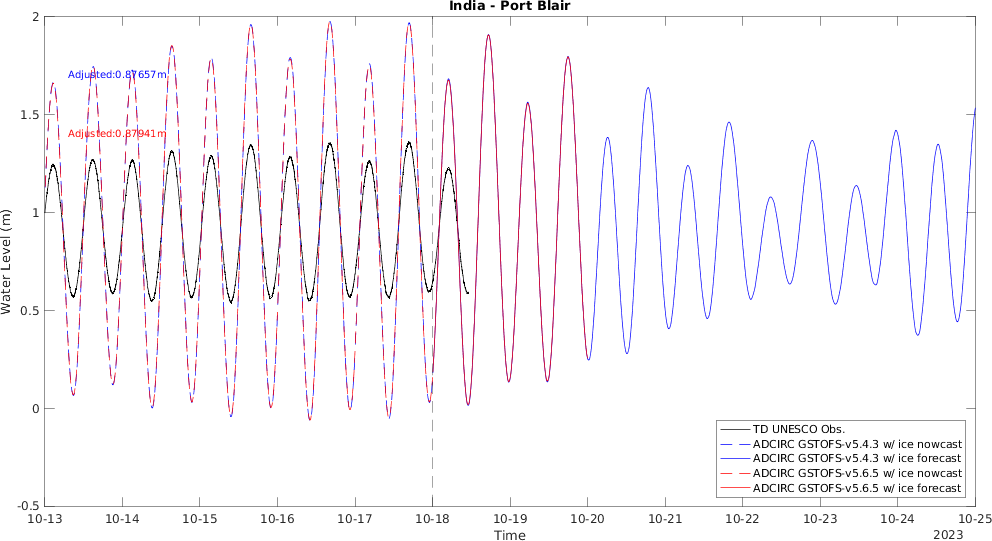 India - Port Blair
2
1.5
1
0.5
0
-0.5
Water Level (m)
Adjusted:0.87657m
Adjusted:0.87941m
TD UNESCO Obs.
ADCIRC GSTOFS-v5.4.3 w/ ice nowcast
ADCIRC GSTOFS-v5.4.3 w/ ice forecast
ADCIRC GSTOFS-v5.6.5 w/ ice nowcast
ADCIRC GSTOFS-v5.6.5 w/ ice forecast
10-13 10-14 10-15 10-16 10-17 10-18 10-19 10-20 10-21 10-22 10-23 10-24 10-25
Time
2023